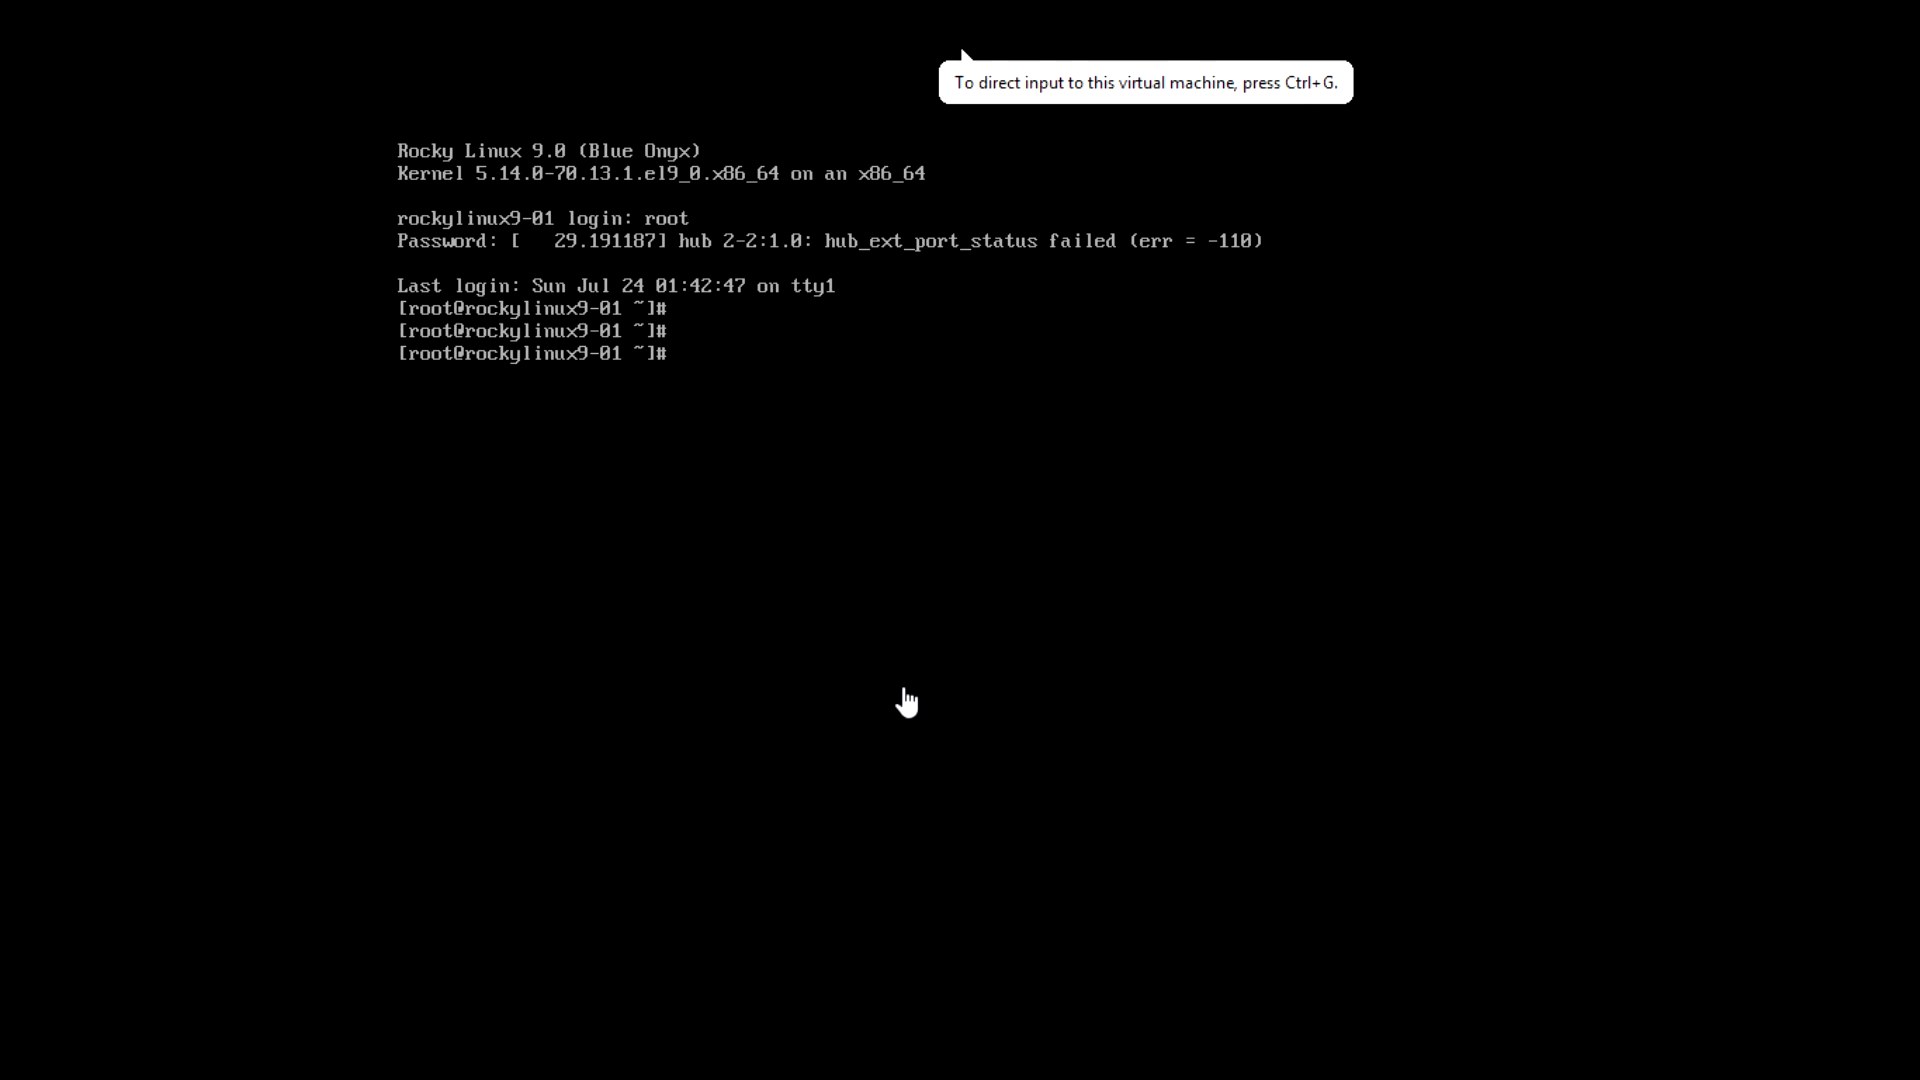 To direct input to this virtual machine, press Ctrl+G.
Rocky Linux 9.0 (Blue Onyx)
Kernel 5.14.0-70.13.1.el9_0.x86_64 on an x86_64
rockylinux9-01 login: root
Password: [   29.191187] hub 2-2:1.0: hub_ext_port_status failed (err = -110)
Last login: Sun Jul 24 01:42:47 on tty1
[root@rockylinux9-01 ~]#
[root@rockylinux9-01 ~]#
[root@rockylinux9-01 ~]#